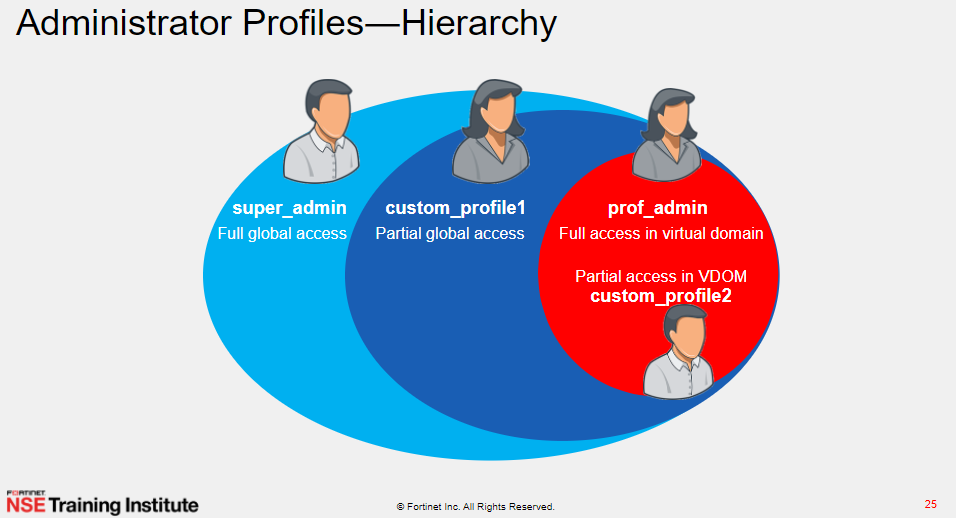 Administrator Profiles—Hierarchy
super_admin
Full global access
custom_profile1
Partial global access
prof_admin
Full access in virtual domain
Partial access in VDOM
custom_profile2
FORTINET
NSE Training Institute
© Fortinet Inc. All Rights Reserved.
25